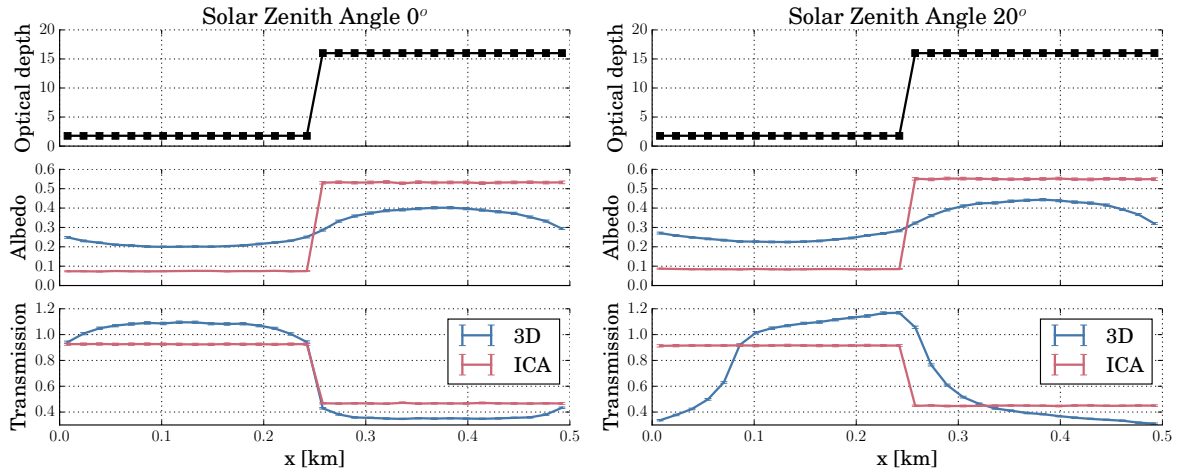 Solar Zenith Angle 0°
Optical depth
20
15
10
5
0
Albedo
0.6
0.5
0.4
0.3
0.2
0.1
0.0
Transmission
1.2
1.0
0.8
0.6
0.4
3D
ICA
0.0 0.1 0.2 0.3 0.4 0.5
x [km]
Solar Zenith Angle 20°
Optical depth
20
15
10
5
0
Albedo
0.6
0.5
0.4
0.3
0.2
0.1
0.0
Transmission
1.2
1.0
0.8
0.6
0.4
3D
ICA
0.0 0.1 0.2 0.3 0.4 0.5
x [km]